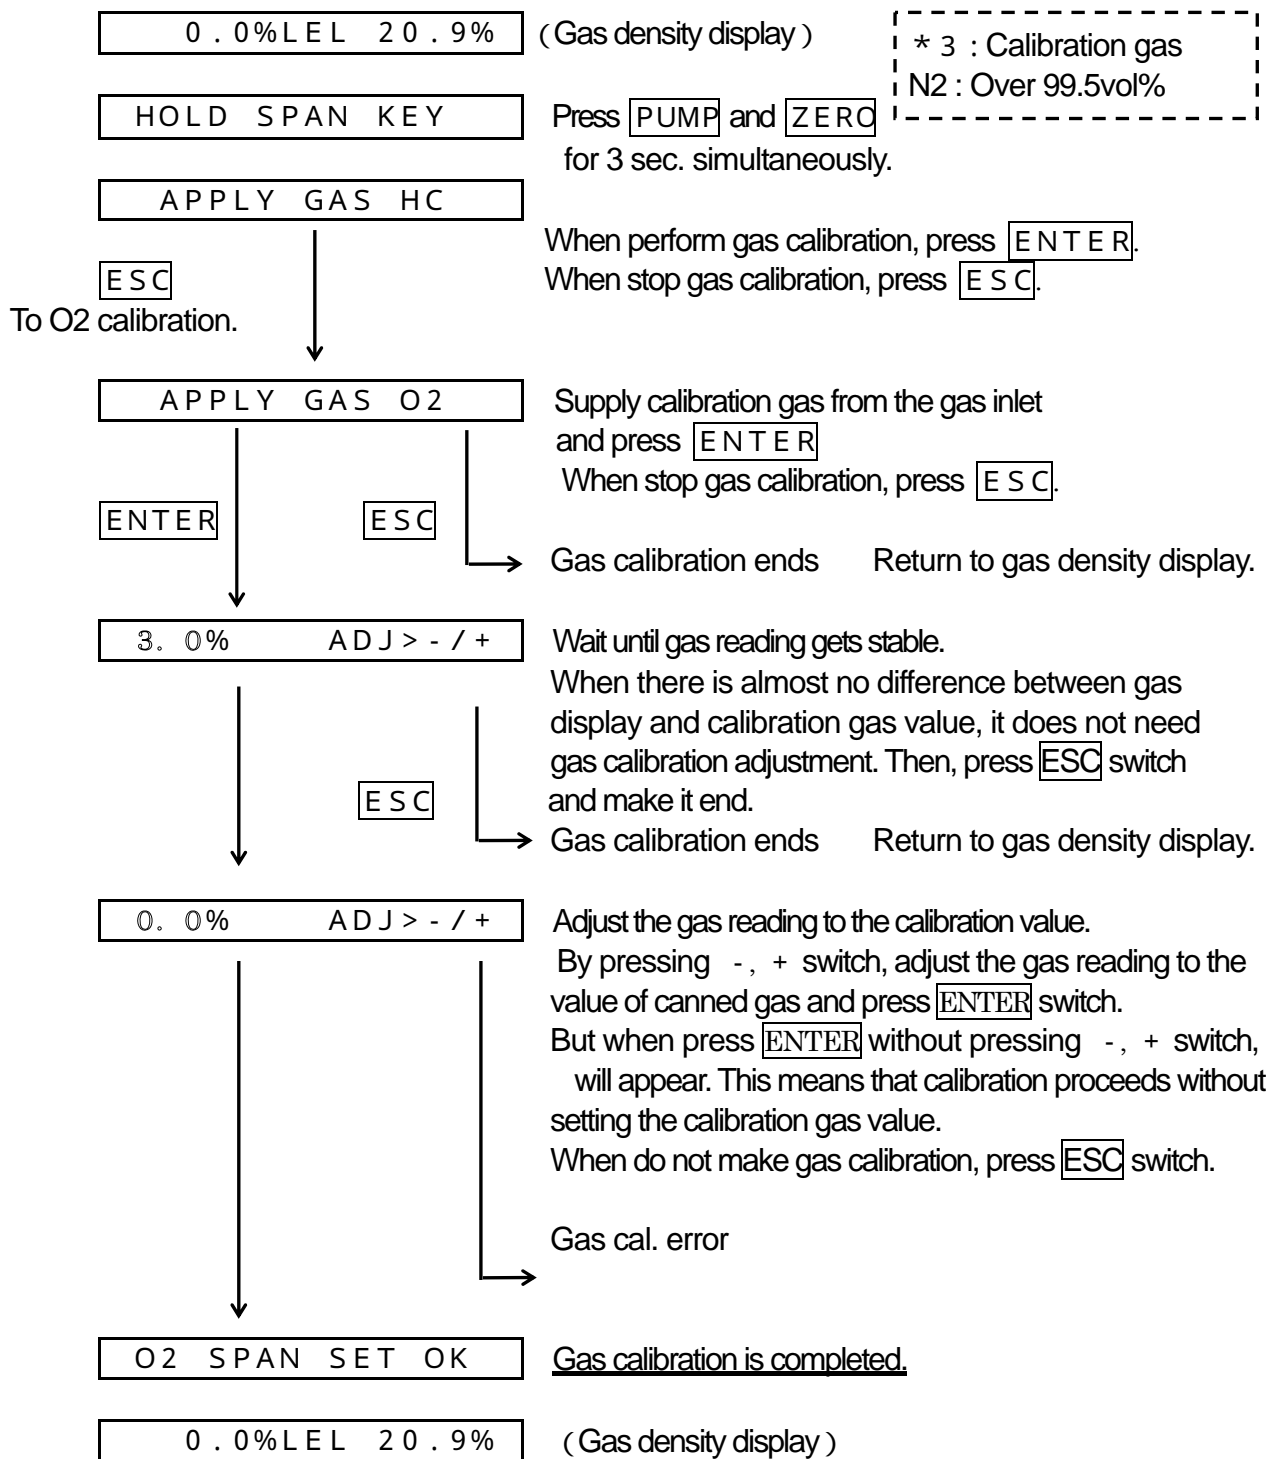 0.0%LEL 20.9% (Gas density display)
*3 : Calibration gas
N2 : Over 99.5vol%
HOLD SPAN KEY
Press PUMP and ZERO
for 3 sec. simultaneously.
APPLY GAS HC
When perform gas calibration, press ENTER.
When stop gas calibration, press ESC.
ESC
To O2 calibration.
APPLY GAS O2
Supply calibration gas from the gas inlet
and press ENTER
When stop gas calibration, press ESC.
ENTER
ESC
Gas calibration ends Return to gas density display.
3. 0% ADJ>-/+
Wait until gas reading gets stable.
When there is almost no difference between gas
display and calibration gas value, it does not need
gas calibration adjustment. Then, press ESC switch
and make it end.
ESC
Gas calibration ends Return to gas density display.
0. 0% ADJ>-/+
Adjust the gas reading to the calibration value.
By pressing -, + switch, adjust the gas reading to the
value of canned gas and press ENTER switch.
But when press ENTER without pressing -, + switch,
will appear. This means that calibration proceeds without
setting the calibration gas value.
When do not make gas calibration, press ESC switch.
Gas cal. error
O2 SPAN SET OK
Gas calibration is completed.
0.0%LEL 20.9% (Gas density display)